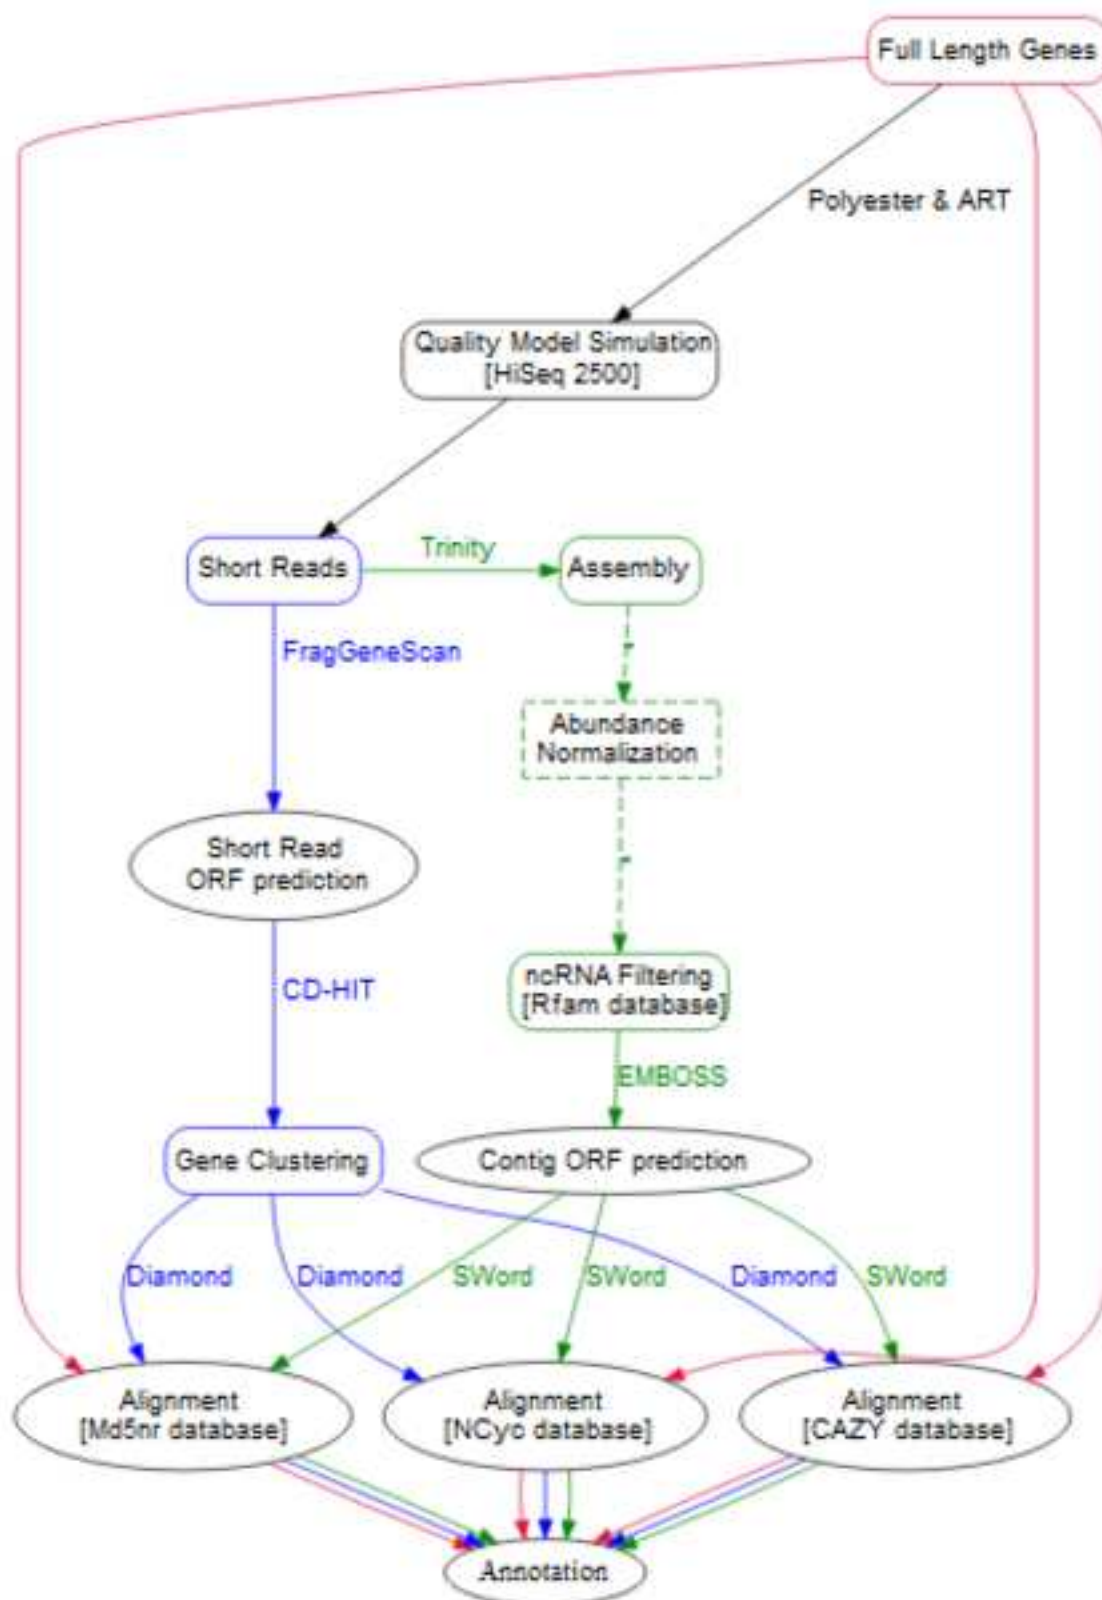 Full Length Genes
Polyester & ART
Quality Model Simulation
[HiSeq 2500]
Short Reads
Trinity
Assembly
FragGeneScan
Abundance
Normalization
Short Read
ORF prediction
CD-HIT
ncRNA Filtering
[Rfam database]
EMBOSS
Gene Clustering
Contig ORF prediction
Diamond
Diamond
SWord
SWord
Diamond
SWord
Alignment
[Md5nr database]
Alignment
[NCyc database]
Alignment
[CAZY database]
Annotation